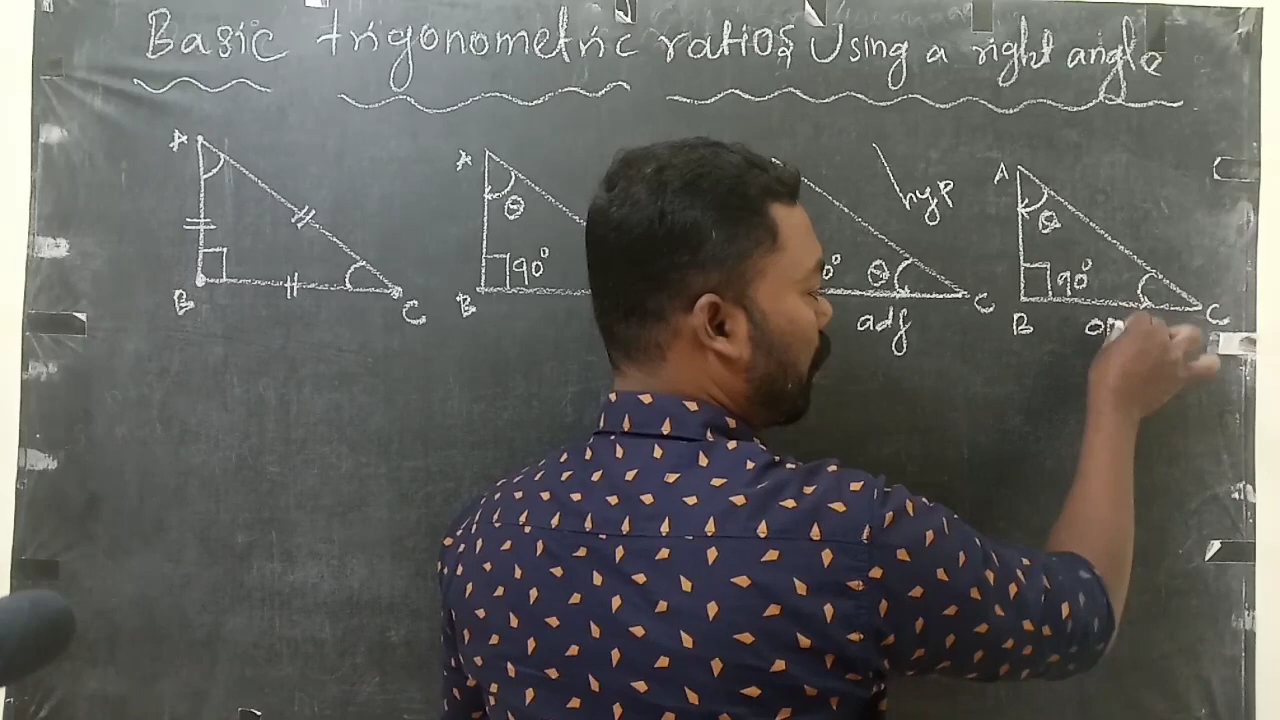 Basic trigonometric ratios, Using a right angle
A
B
C
A
θ
90°
B
hyp
θ
adj
C
A
θ
90°
B
C